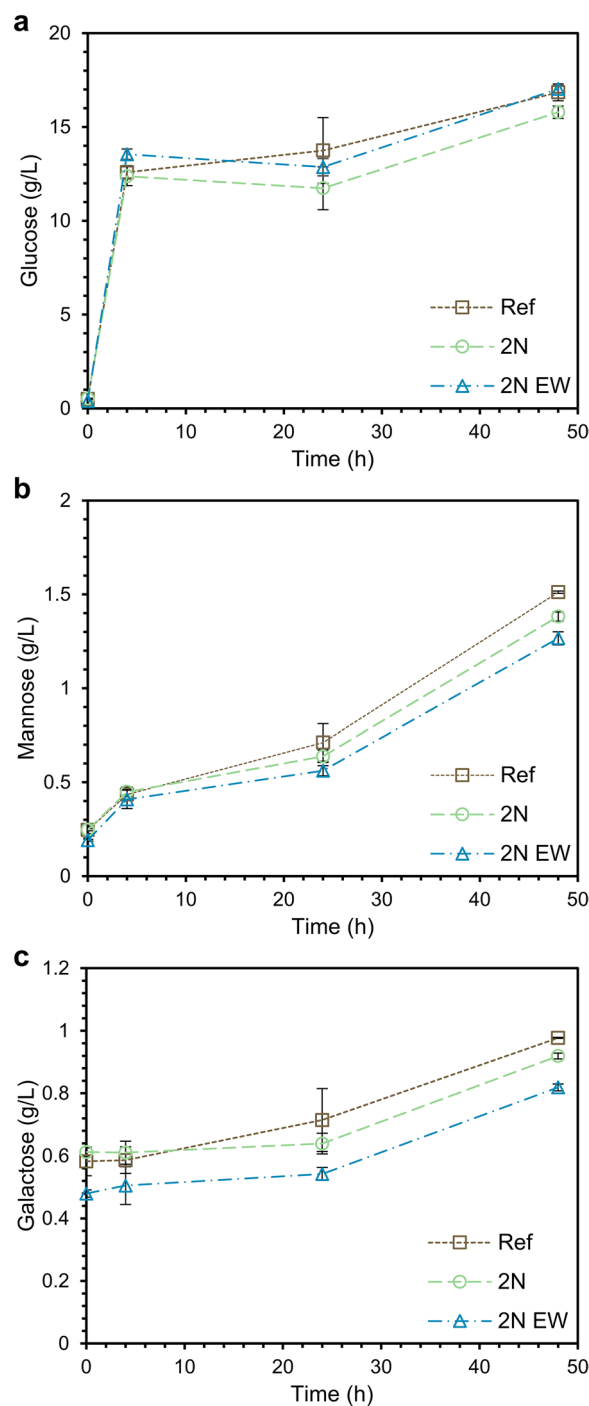 a
20
15
10
5
0
Glucose (g/L)
Ref
2N
2N EW
0 10 20 30 40 50
Time (h)
b
2
1.5
1
0.5
0
Mannose (g/L)
Ref
2N
2N EW
0 10 20 30 40 50
Time (h)
c
1.2
1
0.8
0.6
0.4
0.2
0
Galactose (g/L)
Ref
2N
2N EW
0 10 20 30 40 50
Time (h)